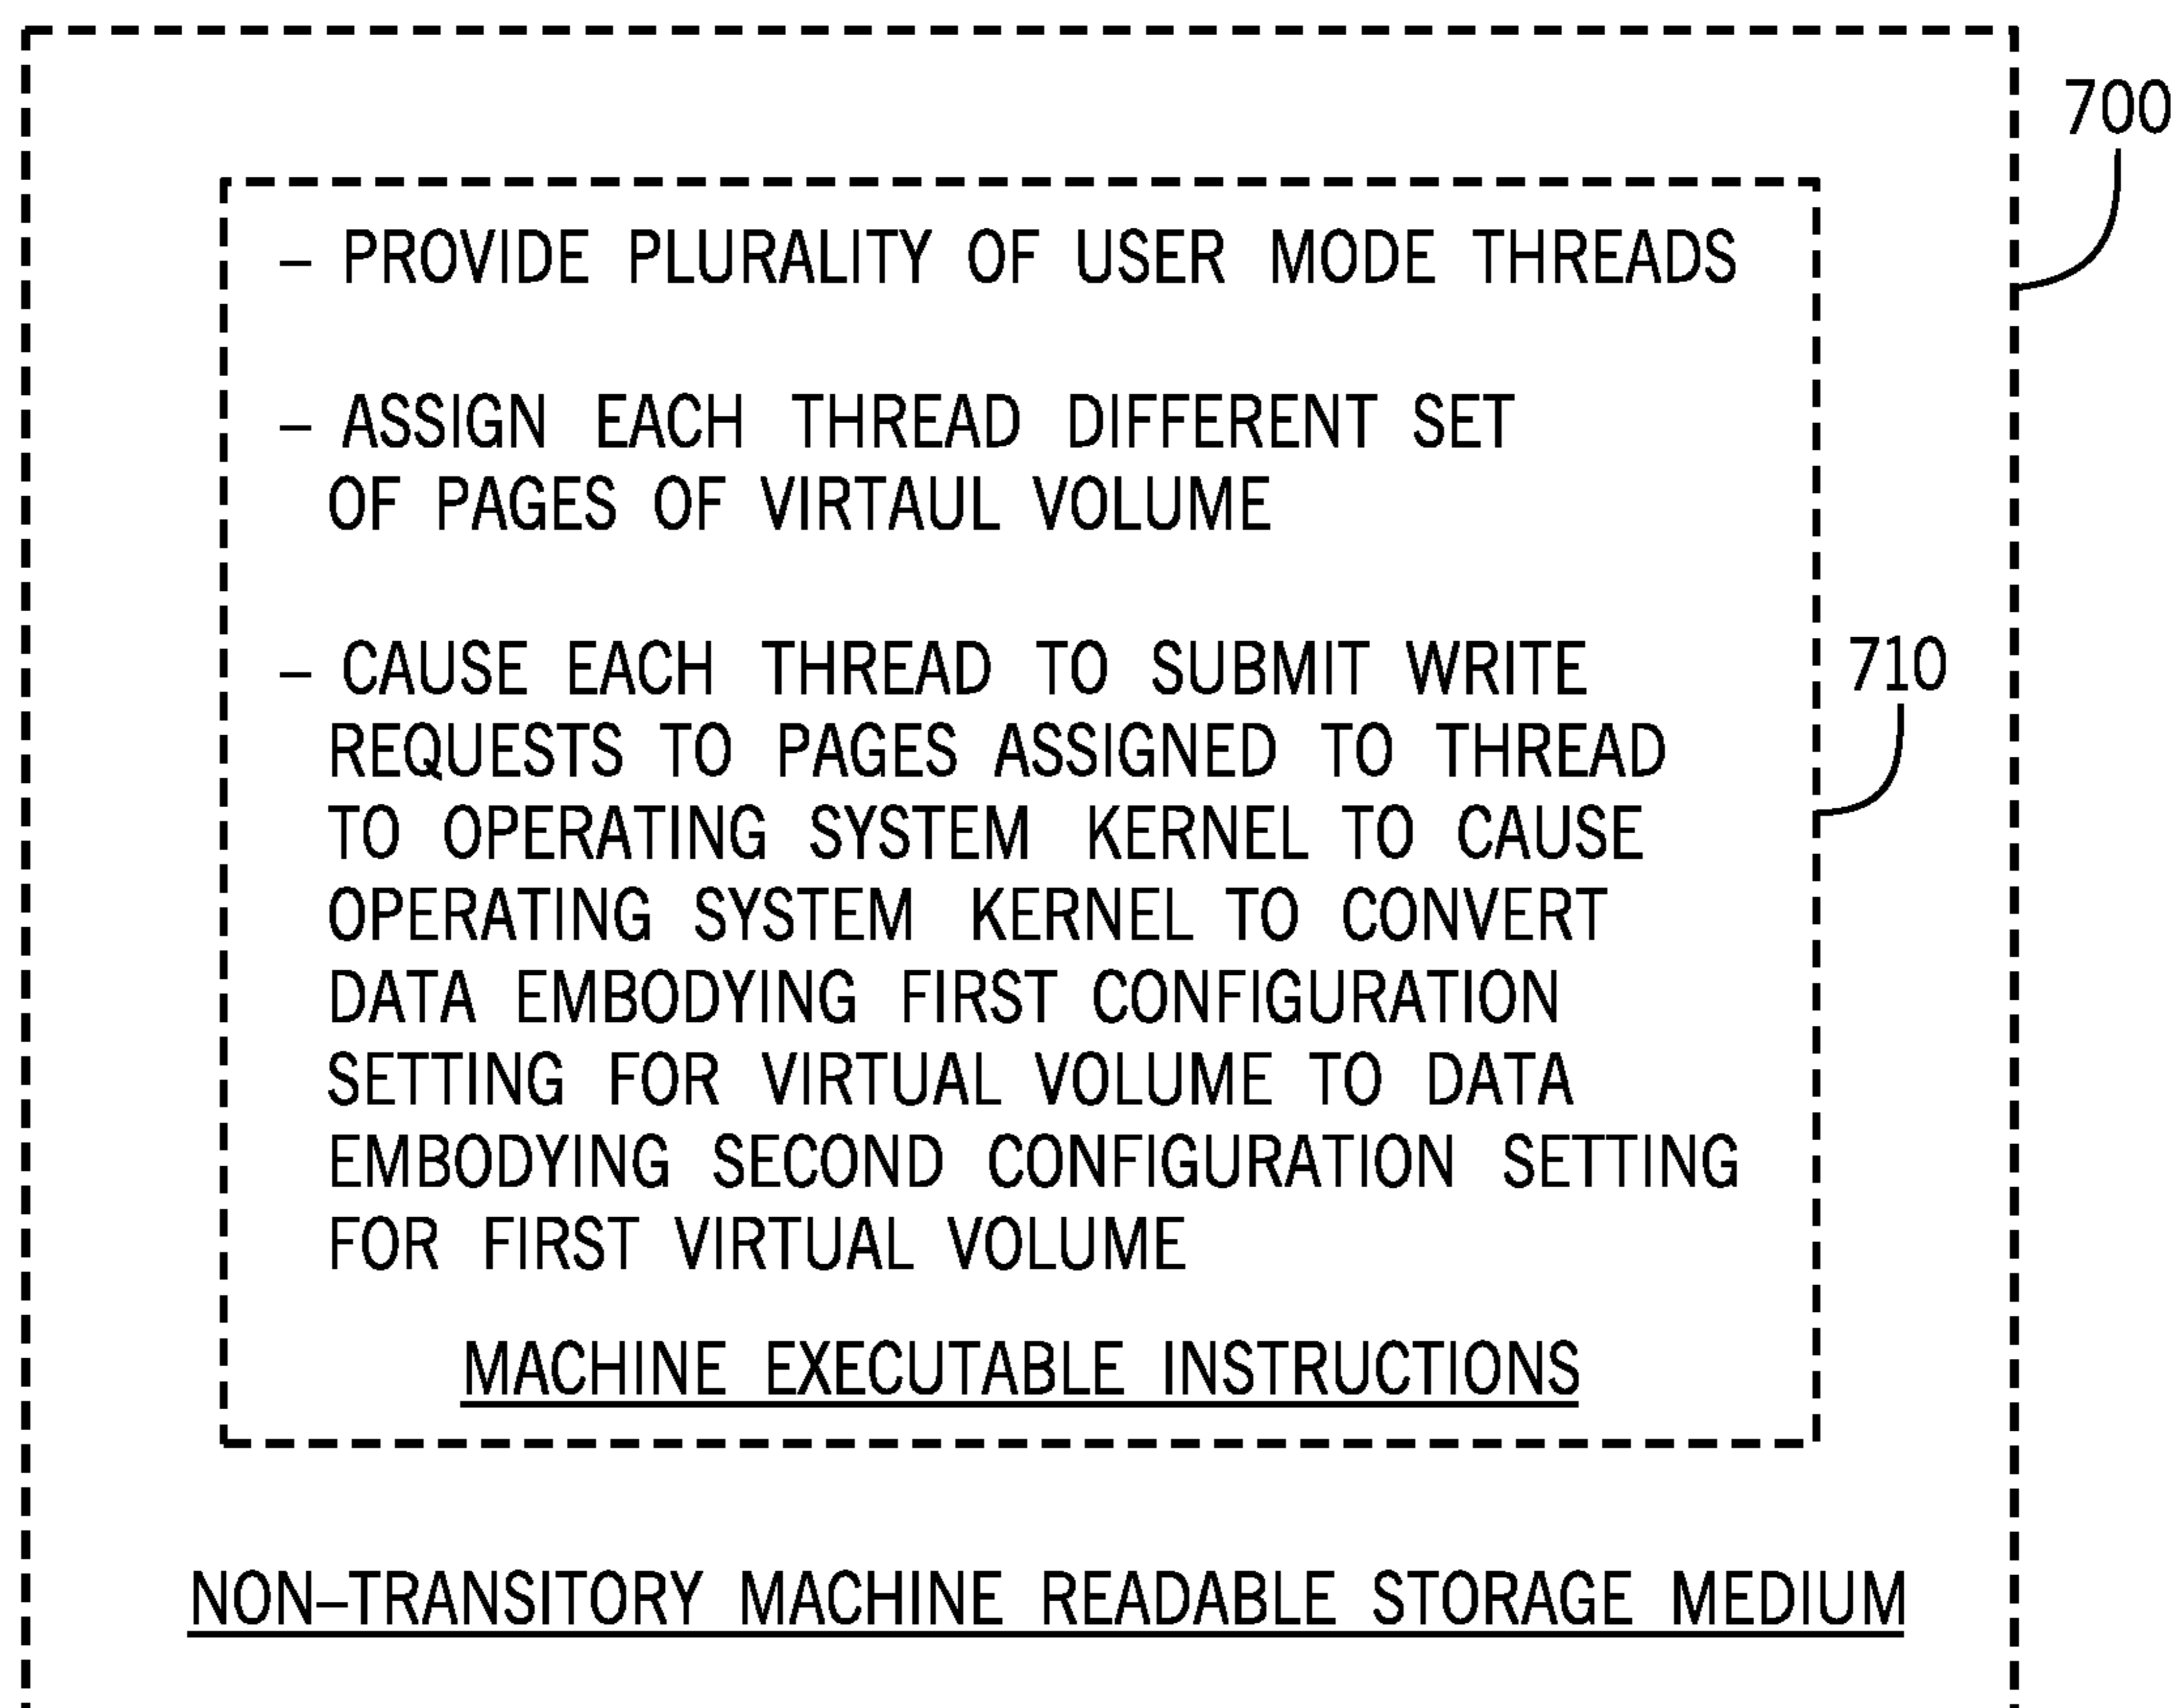 700
– PROVIDE PLURALITY OF USER MODE THREADS
– ASSIGN EACH THREAD DIFFERENT SET
OF PAGES OF VIRTAUL VOLUME
– CAUSE EACH THREAD TO SUBMIT WRITE
710
REQUESTS TO PAGES ASSIGNED TO THREAD
TO OPERATING SYSTEM KERNEL TO CAUSE
OPERATING SYSTEM KERNEL TO CONVERT
DATA EMBODYING FIRST CONFIGURATION
SETTING FOR VIRTUAL VOLUME TO DATA
EMBODYING SECOND CONFIGURATION SETTING
FOR FIRST VIRTUAL VOLUME
MACHINE EXECUTABLE INSTRUCTIONS
NON–TRANSITORY MACHINE READABLE STORAGE MEDIUM